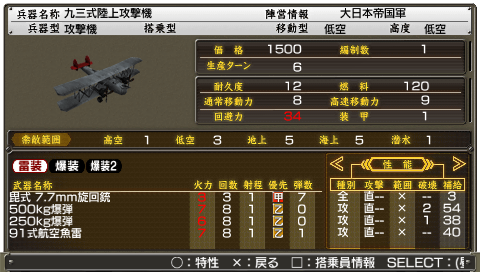 兵器名称 九三式陸上攻撃機 陣営情報 大日本帝国軍
兵器型 攻撃機 搭乗型 移動型 低空 高度 低空
価格 1500 編制数 1
生産ターン 6
耐久度 12 燃料 120
通常移動力 8 高速移動力 9
回避力 34 装甲 1
索敵範囲 高空 1 低空 3 地上 5 海上 5 潜水 1
雷装 爆装 爆装2 性能
武器名称 火力 回数 射程 優先 弾数 種別 攻撃 範囲 破壊 補給
毘式 7.7mm旋回銃 3 1 甲 7 全 直-- × -- 3
500kg爆弾 8 1 乙 0 攻 直-- × 2 54
250kg爆弾 8 1 乙 0 攻 直-- × 1 38
91式航空魚雷 8 1 乙 0 攻 直-- × -- 40
○：特性 ×：戻る □：搭乗員情報 SELECT：